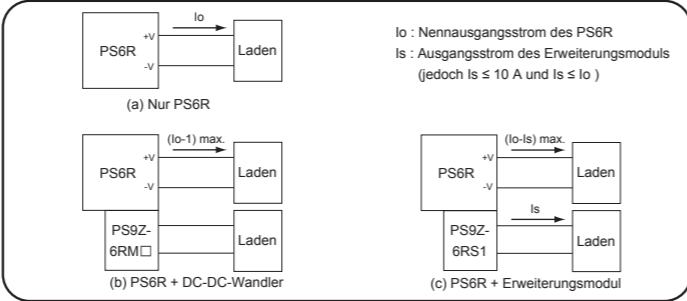 Io
+V
PS6R
Laden
-V
(a) Nur PS6R
Io : Nennausgangsstrom des PS6R
Is : Ausgangsstrom des Erweiterungsmoduls
(jedoch Is ≤ 10 A und Is ≤ Io )
(Io-1) max.
+V
PS6R
Laden
-V
PS9Z-
6RM□
Laden
(b) PS6R + DC-DC-Wandler
(Io-Is) max.
+V
PS6R
Laden
-V
Is
PS9Z-
6RS1
Laden
(c) PS6R + Erweiterungsmodul